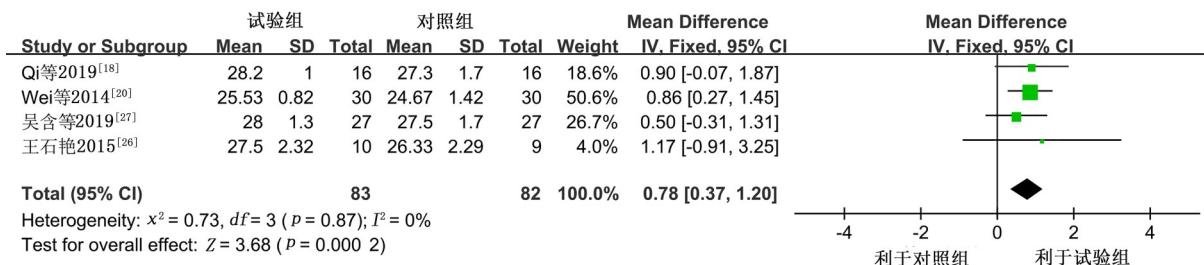 试验组 对照组 Mean Difference Mean Difference
Study or Subgroup Mean SD Total Mean SD Total Weight IV, Fixed, 95% CI IV, Fixed, 95% CI
Qi等2019[18] 28.2 1 16 27.3 1.7 16 18.6% 0.90 [-0.07, 1.87]
Wei等2014[20] 25.53 0.82 30 24.67 1.42 30 50.6% 0.86 [0.27, 1.45]
吴含等2019[27] 28 1.3 27 27.5 1.7 27 26.7% 0.50 [-0.31, 1.31]
王石艳2015[26] 27.5 2.32 10 26.33 2.29 9 4.0% 1.17 [-0.91, 3.25]
Total (95% CI) 83 82 100.0% 0.78 [0.37, 1.20]
Heterogeneity: x² = 0.73, df = 3 ( p = 0.87); I² = 0%
Test for overall effect: Z = 3.68 ( p = 0.000 2)
-4 -2 0 2 4
利于对照组 利于试验组